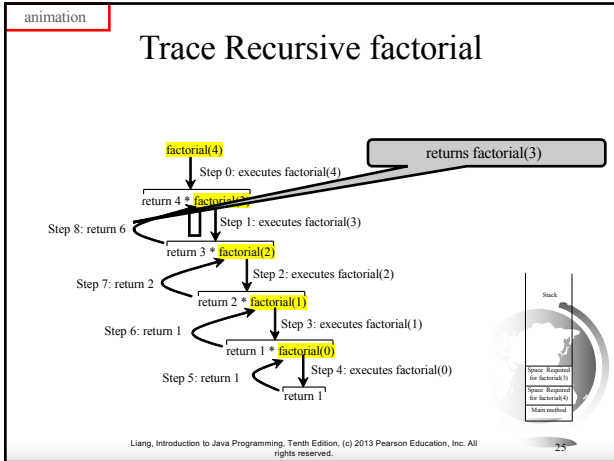 animation
Trace Recursive factorial
factorial(4)
returns factorial(3)
Step 0: executes factorial(4)
return 4 * factorial(3)
Step 8: return 6
Step 1: executes factorial(3)
return 3 * factorial(2)
Step 7: return 2
Step 2: executes factorial(2)
return 2 * factorial(1)
Step 6: return 1
Step 3: executes factorial(1)
return 1 * factorial(0)
Step 5: return 1
Step 4: executes factorial(0)
return 1
Stack
Space Required
for factorial(3)
Space Required
for factorial(4)
Main method
Liang, Introduction to Java Programming, Tenth Edition, (c) 2013 Pearson Education, Inc. All
rights reserved.
25